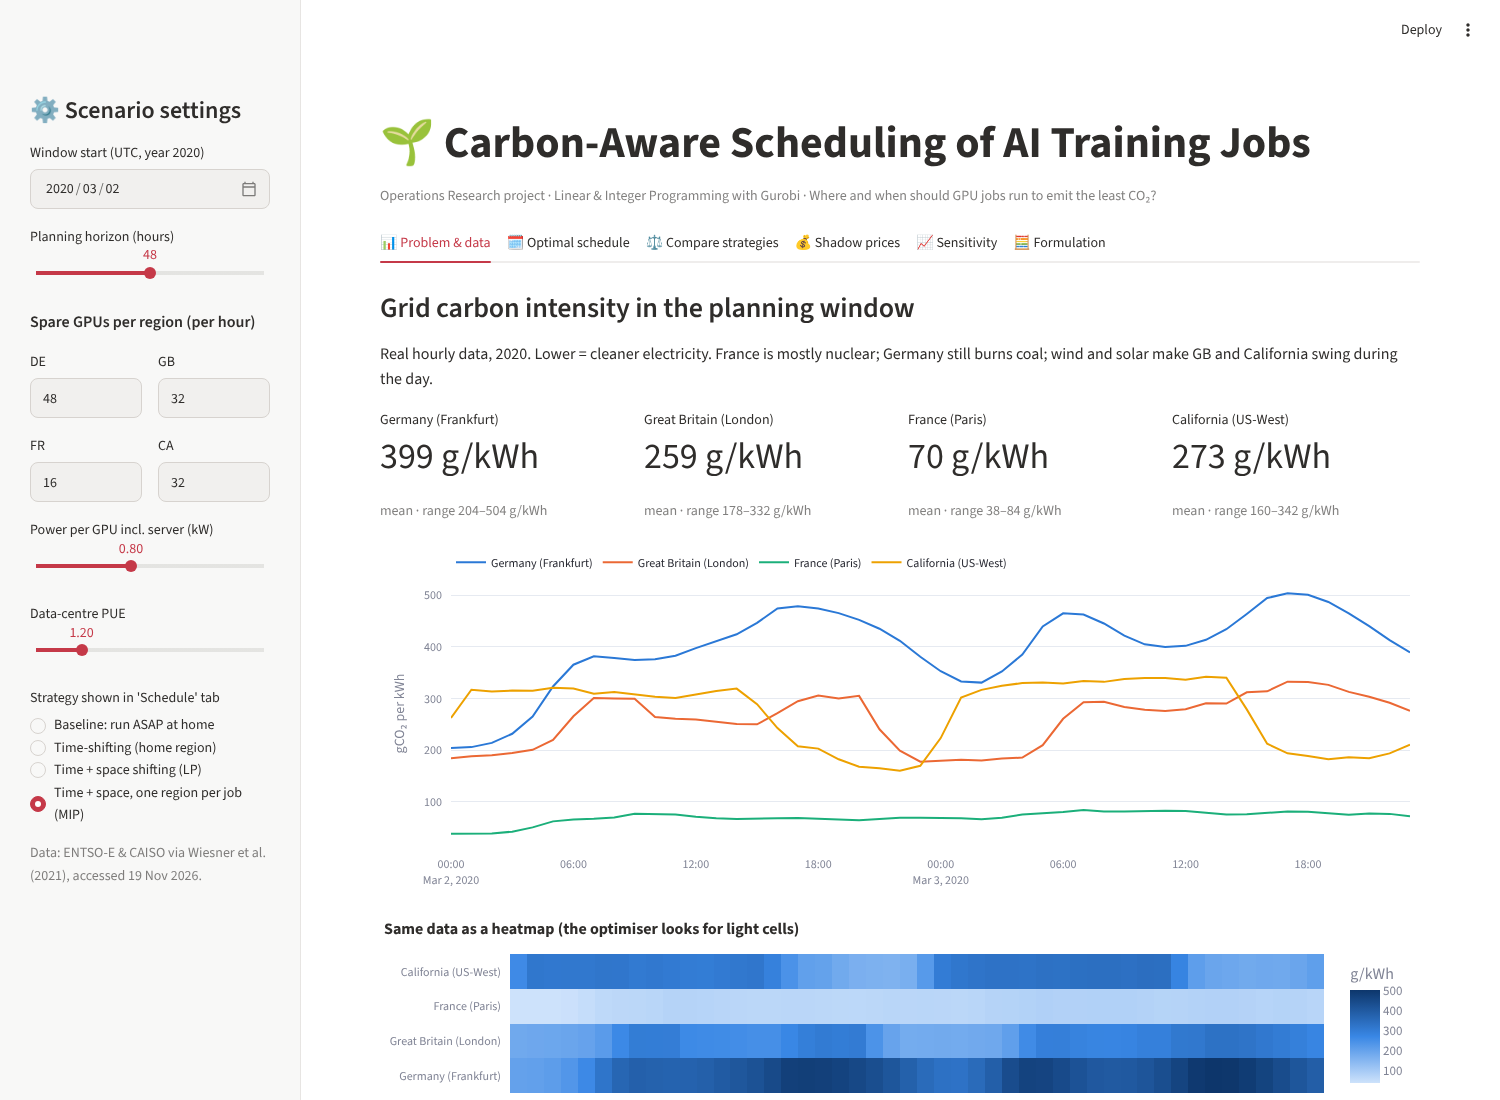 Deploy
⚙️ Scenario settings
Window start (UTC, year 2020)
2020 / 03 / 02
Planning horizon (hours)
48
Spare GPUs per region (per hour)
DE GB
48 32
FR CA
16 32
Power per GPU incl. server (kW)
0.80
Data-centre PUE
1.20
Strategy shown in 'Schedule' tab
Baseline: run ASAP at home
Time-shifting (home region)
Time + space shifting (LP)
Time + space, one region per job
(MIP)
Data: ENTSO-E & CAISO via Wiesner et al.
(2021), accessed 19 Nov 2026.
🌱 Carbon-Aware Scheduling of AI Training Jobs
Operations Research project · Linear & Integer Programming with Gurobi · Where and when should GPU jobs run to emit the least CO₂?
📊 Problem & data 🗓️ Optimal schedule ⚖️ Compare strategies 💰 Shadow prices 📈 Sensitivity 🧮 Formulation
Grid carbon intensity in the planning window
Real hourly data, 2020. Lower = cleaner electricity. France is mostly nuclear; Germany still burns coal; wind and solar make GB and California swing during
the day.
Germany (Frankfurt) Great Britain (London) France (Paris) California (US-West)
399 g/kWh 259 g/kWh 70 g/kWh 273 g/kWh
mean · range 204–504 g/kWh mean · range 178–332 g/kWh mean · range 38–84 g/kWh mean · range 160–342 g/kWh
Germany (Frankfurt) Great Britain (London) France (Paris) California (US-West)
gCO₂ per kWh
500
400
300
200
100
00:00 06:00 12:00 18:00 00:00 06:00 12:00 18:00
Mar 2, 2020 Mar 3, 2020
Same data as a heatmap (the optimiser looks for light cells)
California (US-West)
France (Paris)
Great Britain (London)
Germany (Frankfurt)
g/kWh
500
400
300
200
100